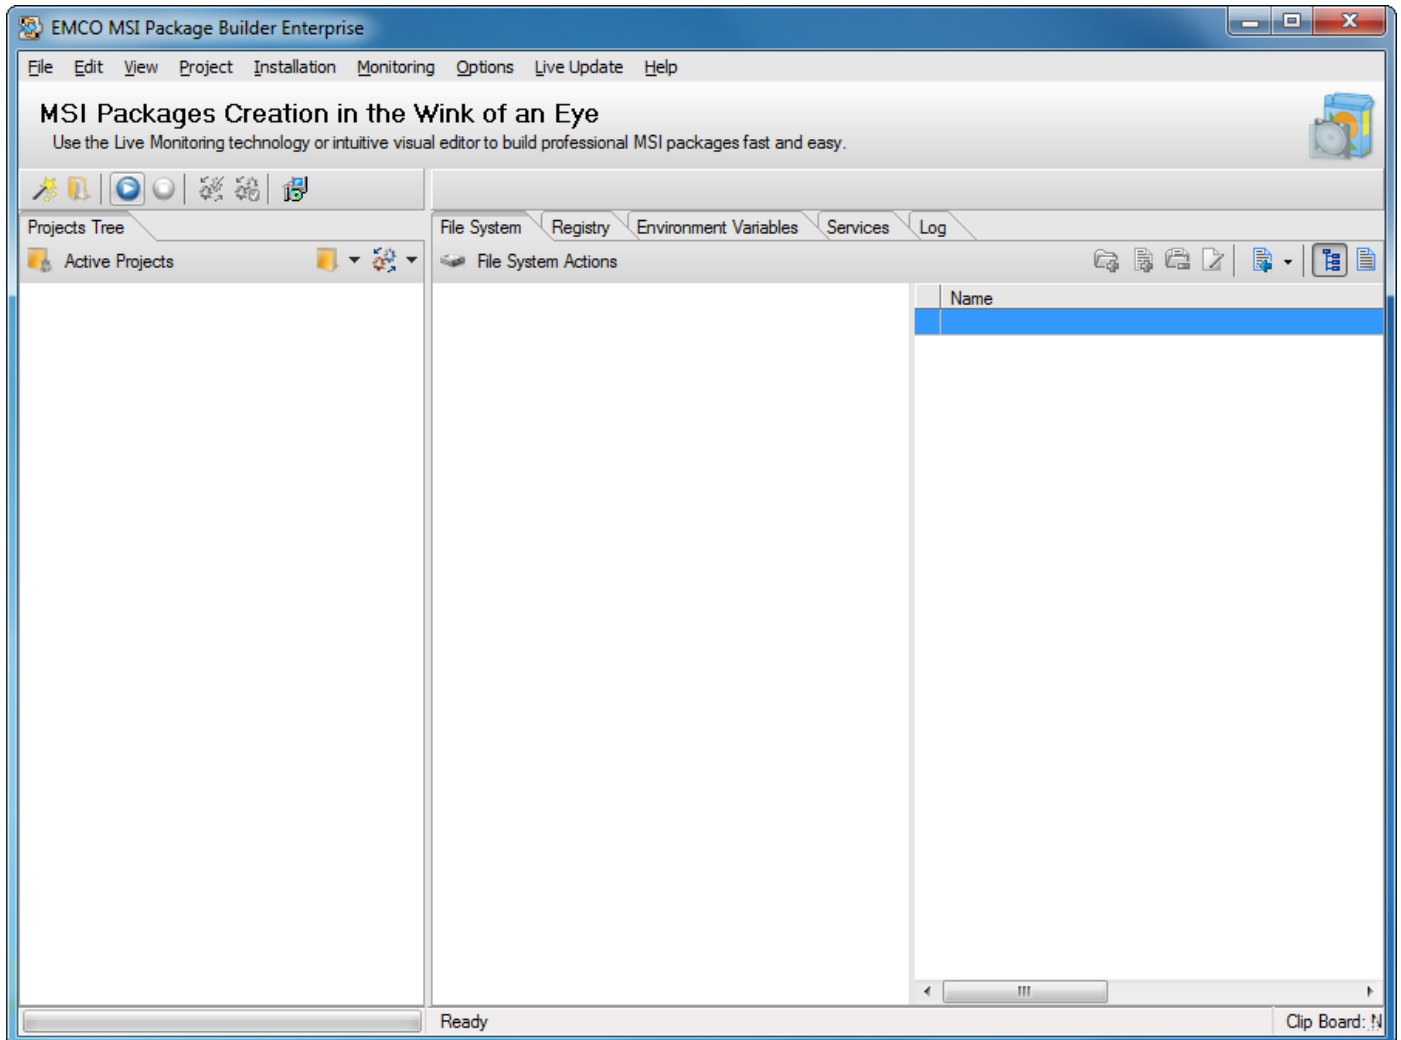 EMCO MSI Package Builder Enterprise
File Edit View Project Installation Monitoring Options Live Update Help
MSI Packages Creation in the Wink of an Eye
Use the Live Monitoring technology or intuitive visual editor to build professional MSI packages fast and easy.
Projects Tree
File System Registry Environment Variables Services Log
Active Projects
File System Actions
Name
Ready
Clip Board: N